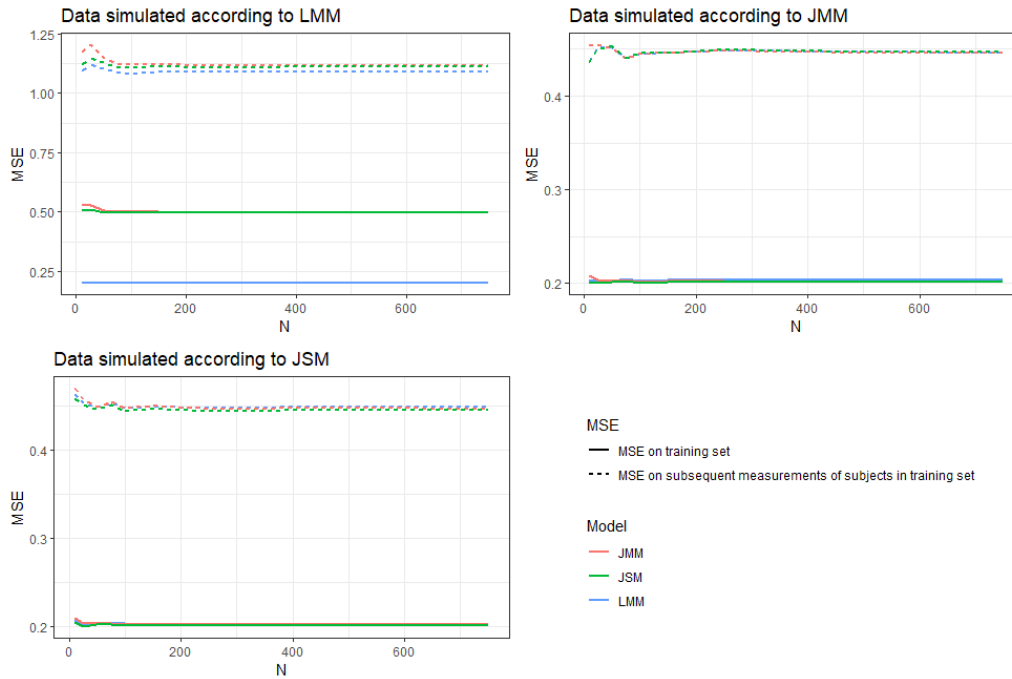 Data simulated according to LMM
MSE
1.25
1.00
0.75
0.50
0.25
0
200
400
600
N
Data simulated according to JMM
MSE
0.4
0.3
0.2
0
200
400
600
N
Data simulated according to JSM
MSE
0.4
0.3
0.2
0
200
400
600
N
MSE
MSE on training set
MSE on subsequent measurements of subjects in training set
Model
JMM
JSM
LMM